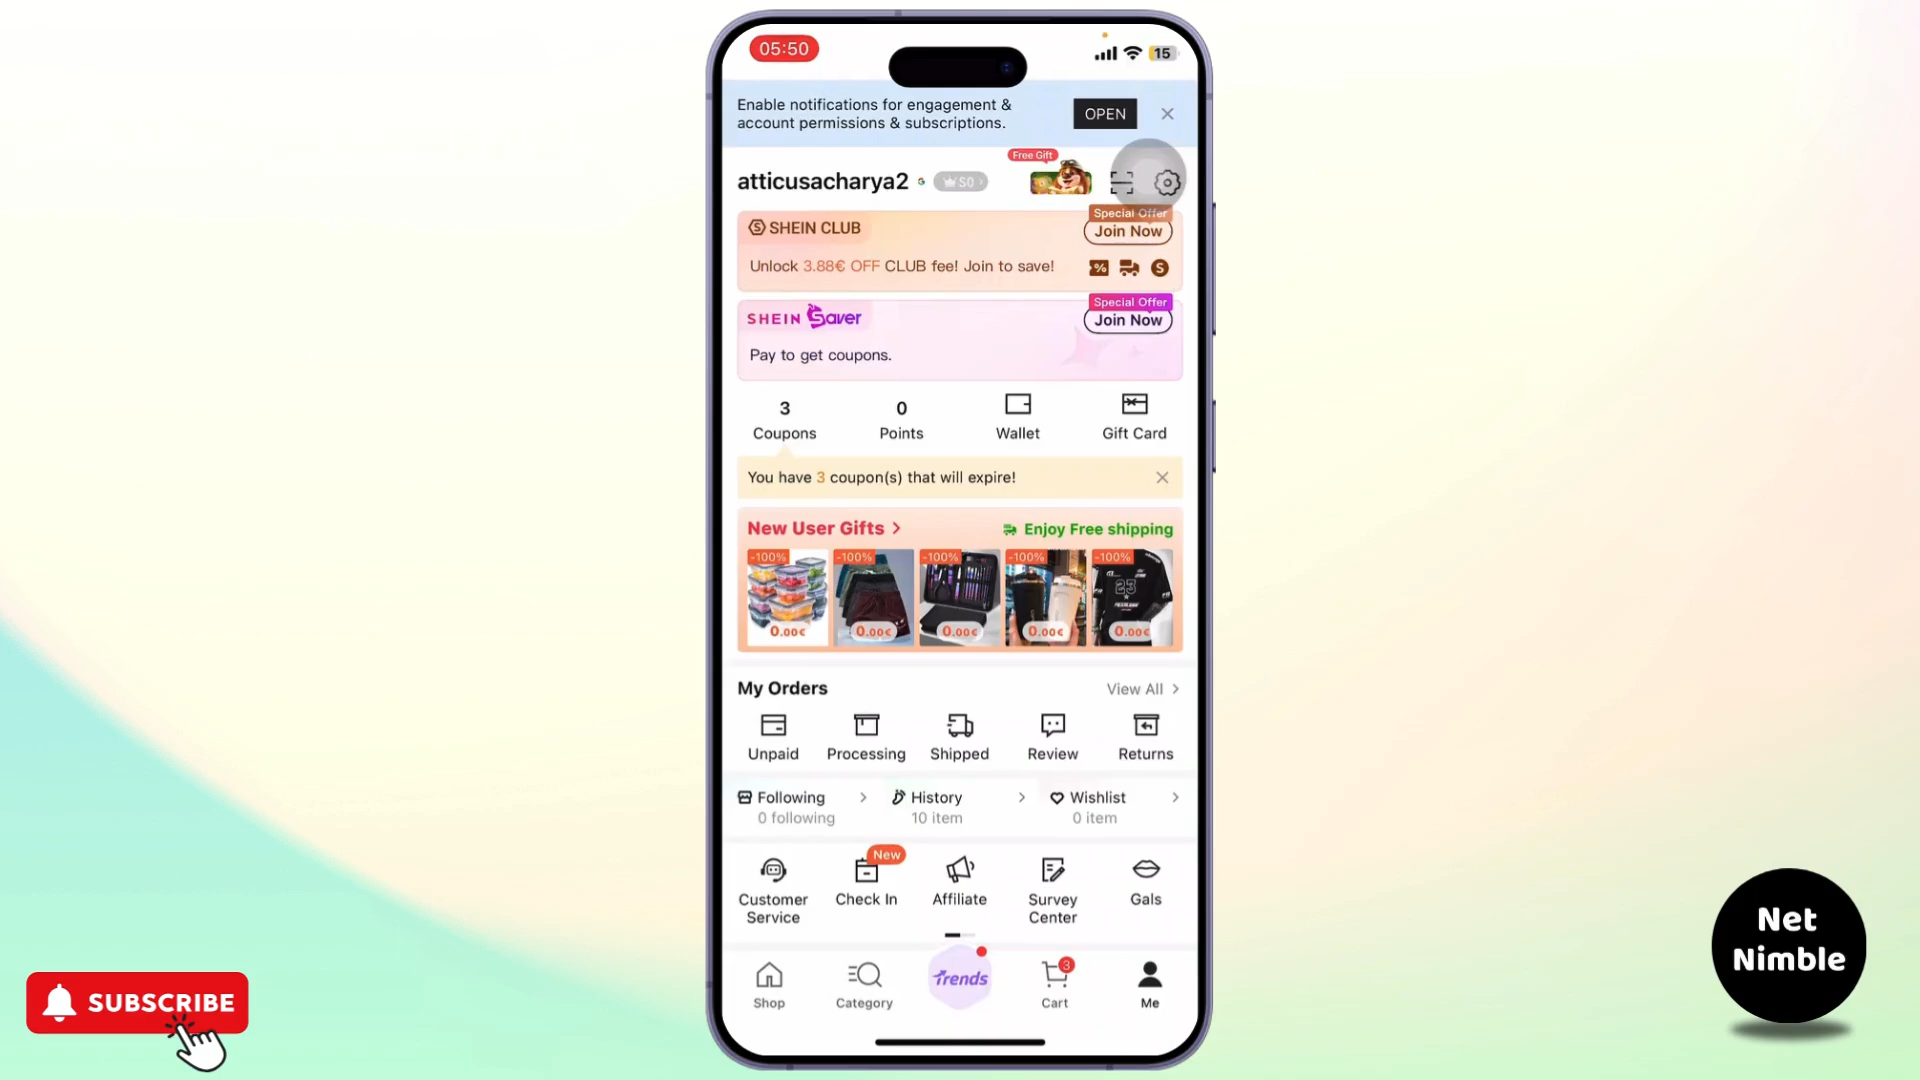 05:50
15
Enable notifications for engagement &
account permissions & subscriptions.
OPEN
Free Gift
atticusacharya2
S0
Special Offer
SHEIN CLUB
Join Now
Unlock 3.88€ OFF CLUB fee! Join to save!
Special Offer
SHEIN Saver
Join Now
Pay to get coupons.
3
0
Coupons
Points
Wallet
Gift Card
You have 3 coupon(s) that will expire!
New User Gifts
Enjoy Free shipping
-100%
-100%
-100%
-100%
-100%
23
0.00€
0.00€
0.00€
0.00€
0.00€
My Orders
View All
Unpaid
Processing
Shipped
Review
Returns
Following
History
Wishlist
0 following
10 item
0 item
New
Customer
Service
Check In
Affiliate
Survey
Center
Gals
Trends
3
Shop
Category
Cart
Me
SUBSCRIBE
Net
Nimble